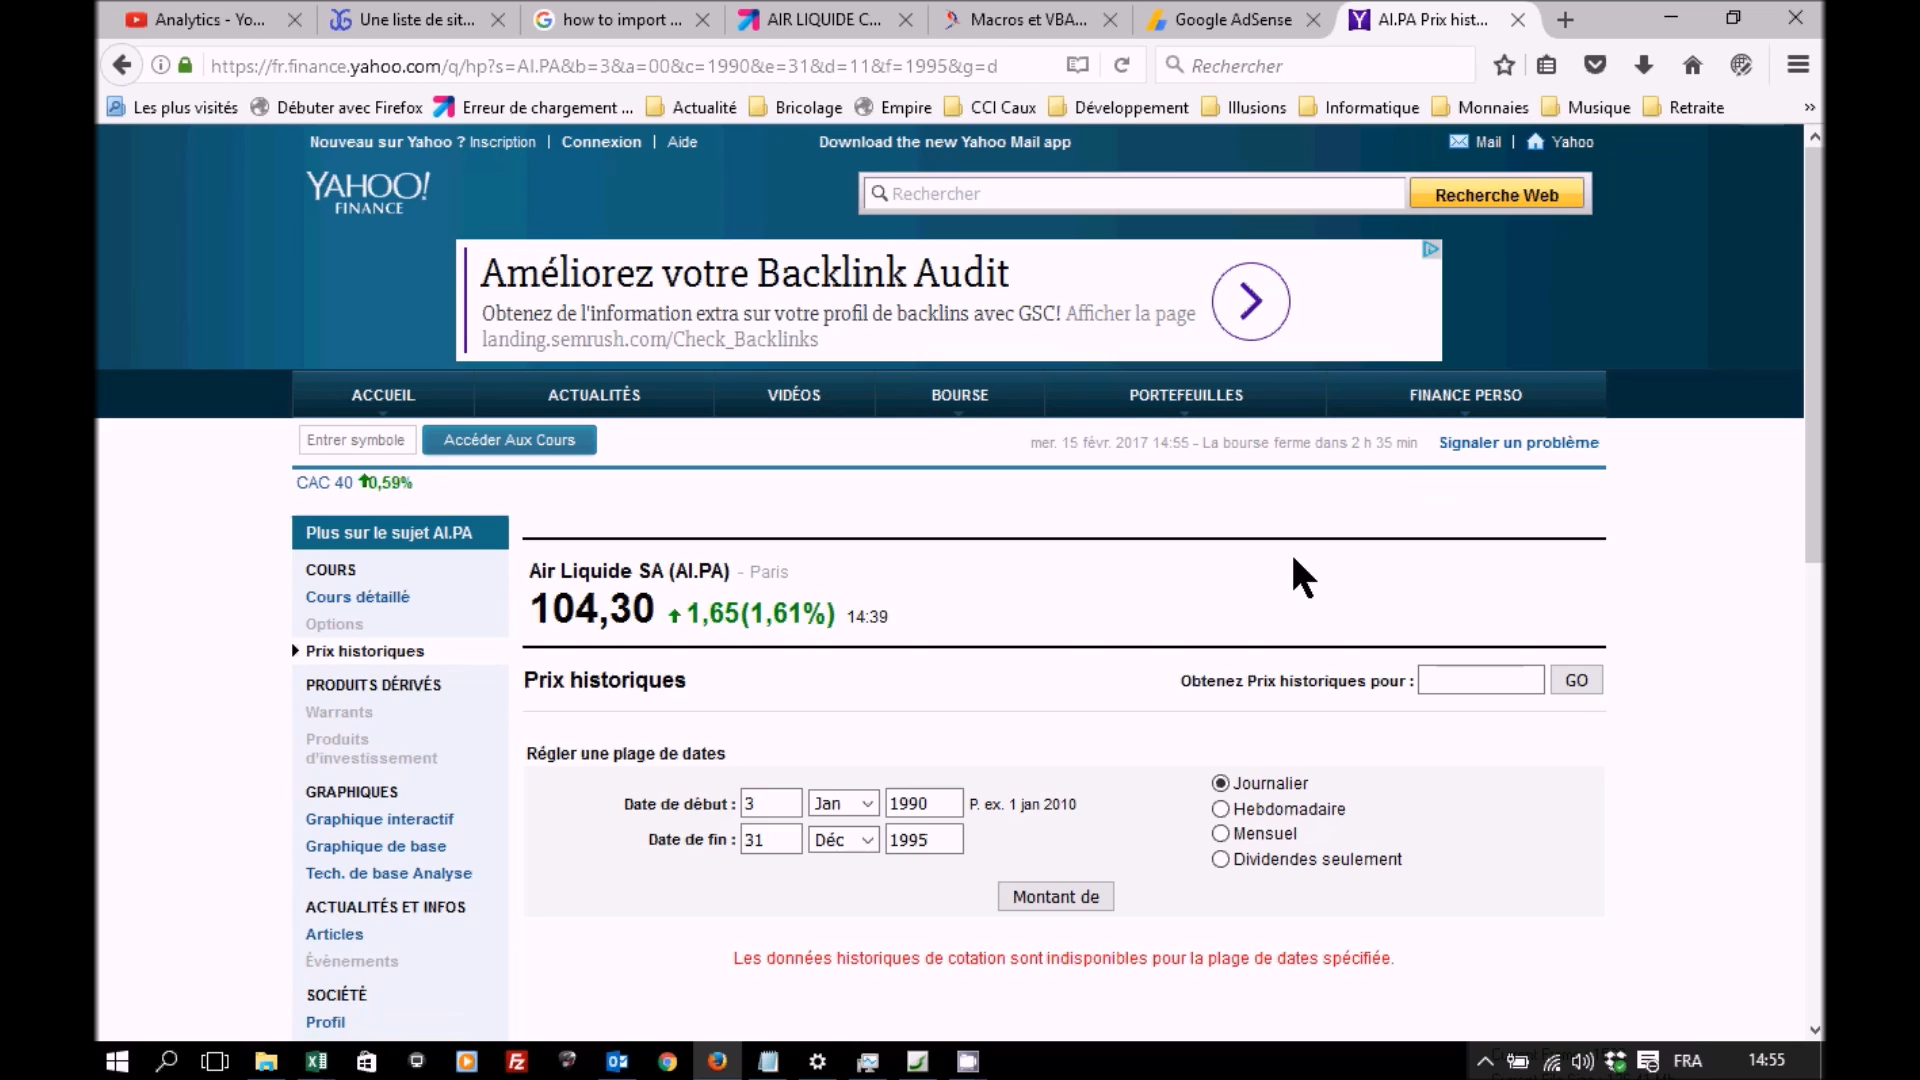 Analytics - Yo...
Une liste de sit...
how to import ...
AIR LIQUIDE C...
Macros et VBA...
Google AdSense
AI.PA Prix hist...
https://fr.finance.yahoo.com/q/hp?s=AI.PA&b=3&a=00&c=1990&e=31&d=11&f=1995&g=d
Rechercher
Les plus visités
Débuter avec Firefox
Erreur de chargement ...
Actualité
Bricolage
Empire
CCI Caux
Développement
Illusions
Informatique
Monnaies
Musique
Retraite
Nouveau sur Yahoo ? Inscription | Connexion | Aide
Download the new Yahoo Mail app
Mail | Yahoo
YAHOO!
FINANCE
Rechercher
Recherche Web
Améliorez votre Backlink Audit
Obtenez de l'information extra sur votre profil de backlins avec GSC! Afficher la page
landing.semrush.com/Check_Backlinks
ACCUEIL
ACTUALITÉS
VIDÉOS
BOURSE
PORTEFEUILLES
FINANCE PERSO
Entrer symbole
Accéder Aux Cours
mer. 15 févr. 2017 14:55 - La bourse ferme dans 2 h 35 min
Signaler un problème
CAC 40 0,59%
Plus sur le sujet AI.PA
COURS
Cours détaillé
Options
Prix historiques
PRODUITS DÉRIVÉS
Warrants
Produits
d'investissement
GRAPHIQUES
Graphique interactif
Graphique de base
Tech. de base Analyse
ACTUALITÉS ET INFOS
Articles
Évènements
SOCIÉTÉ
Profil
Air Liquide SA (AI.PA) - Paris
104,30 1,65(1,61%) 14:39
Prix historiques
Obtenez Prix historiques pour :
GO
Régler une plage de dates
Date de début : 3 Jan 1990 P. ex. 1 jan 2010
Date de fin : 31 Déc 1995
Journalier
Hebdomadaire
Mensuel
Dividendes seulement
Montant de
Les données historiques de cotation sont indisponibles pour la plage de dates spécifiée.
FRA
14:55